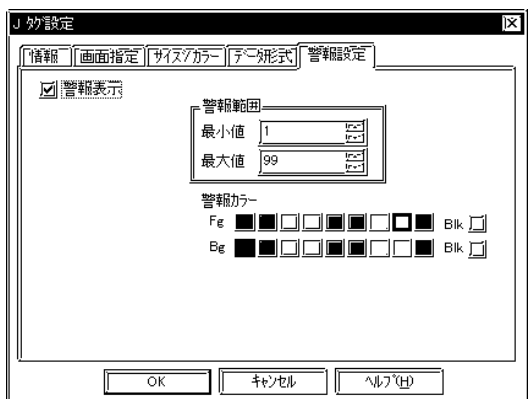 J ﾀｸﾞ設定
情報 画面指定 ｻｲｽﾞ/ｶﾗｰ ﾃﾞｰﾀ形式 警報設定
警報表示
警報範囲
最小値 1
最大値 99
警報ｶﾗｰ
Fg Blk
Bg Blk
OK ｷｬﾝｾﾙ ﾍﾙﾌﾟ(H)